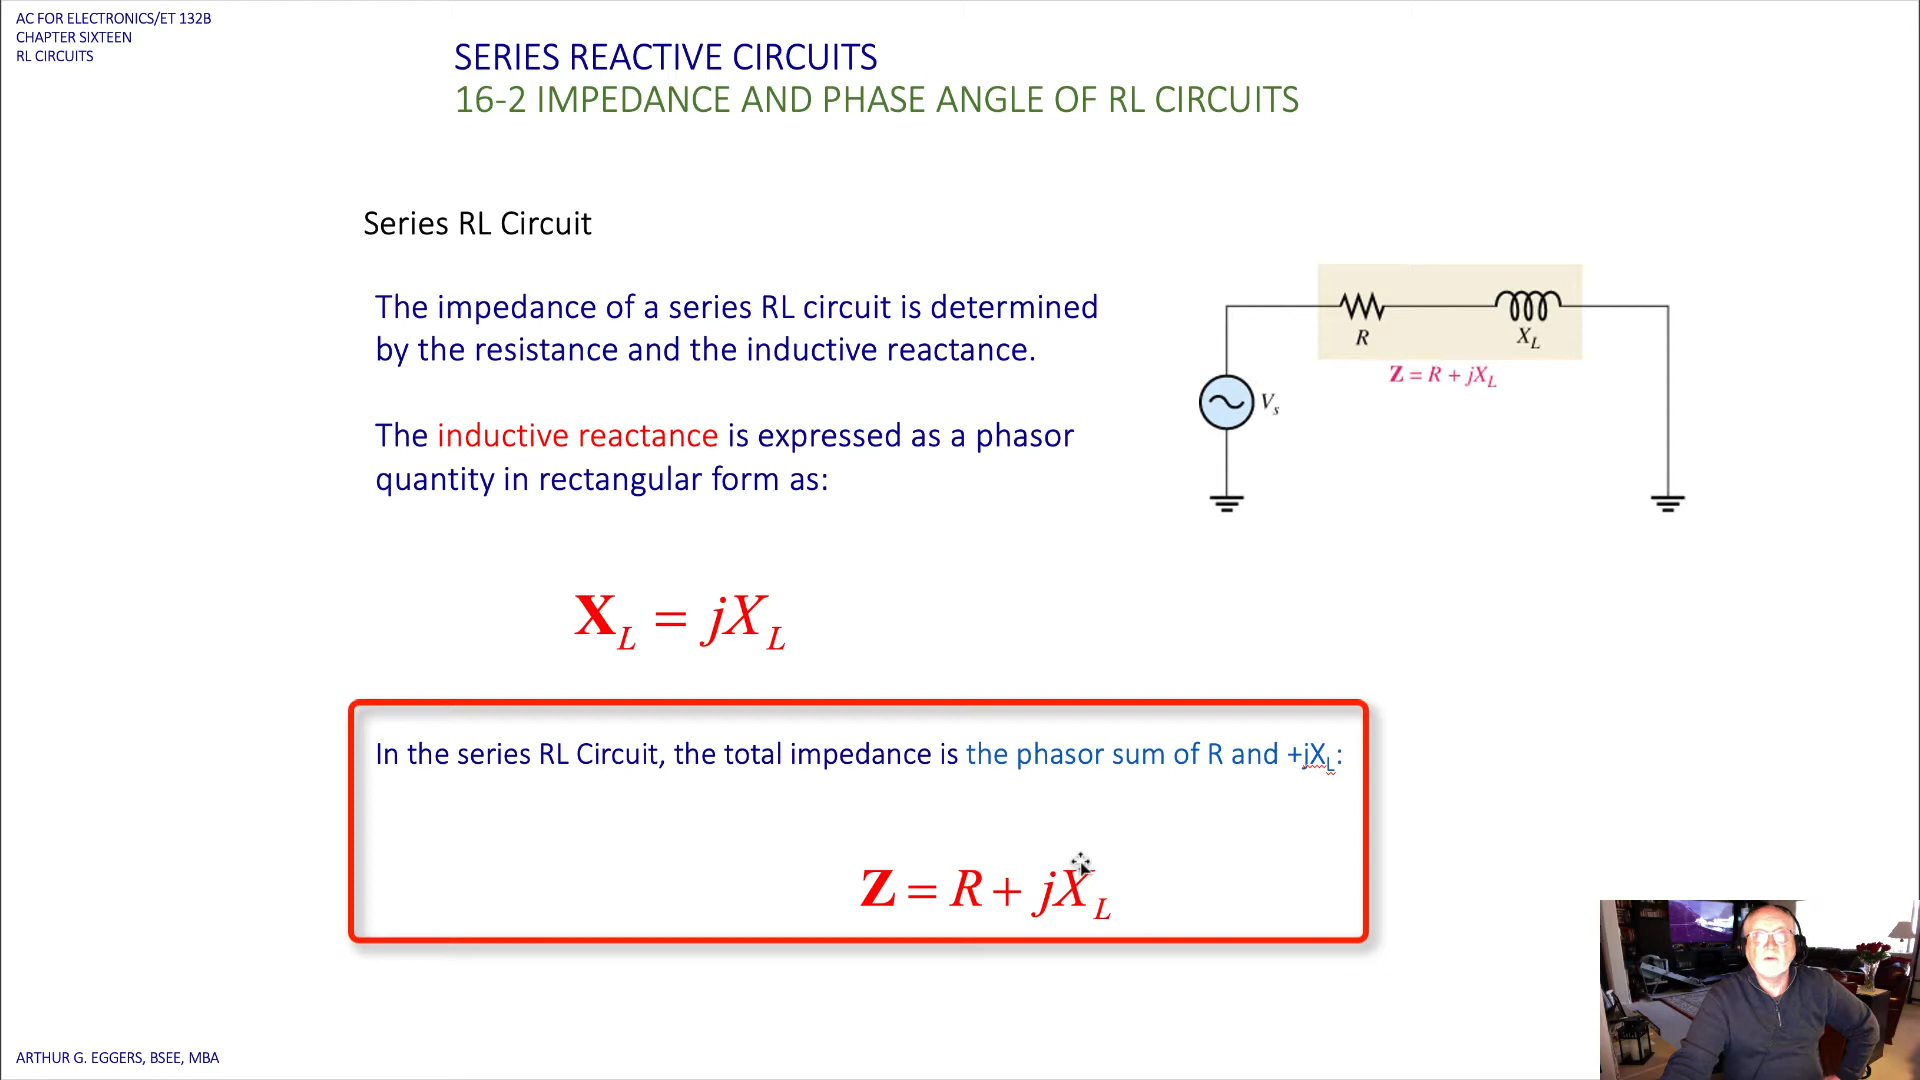 AC FOR ELECTRONICS/ET 132B
CHAPTER SIXTEEN
RL CIRCUITS
SERIES REACTIVE CIRCUITS
16-2 IMPEDANCE AND PHASE ANGLE OF RL CIRCUITS
Series RL Circuit
The impedance of a series RL circuit is determined
by the resistance and the inductive reactance.
The inductive reactance is expressed as a phasor
quantity in rectangular form as:
X_L = jX_L
R
X_L
Z = R + jX_L
V_s
In the series RL Circuit, the total impedance is the phasor sum of R and +jX_L:
Z = R + jX_L
ARTHUR G. EGGERS, BSEE, MBA